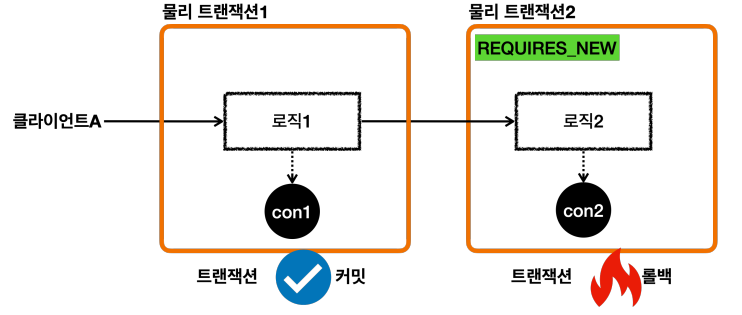 물리 트랜잭션1
물리 트랜잭션2
REQUIRES_NEW
클라이언트A
로직1
로직2
con1
con2
트랜잭션
커밋
트랜잭션
롤백